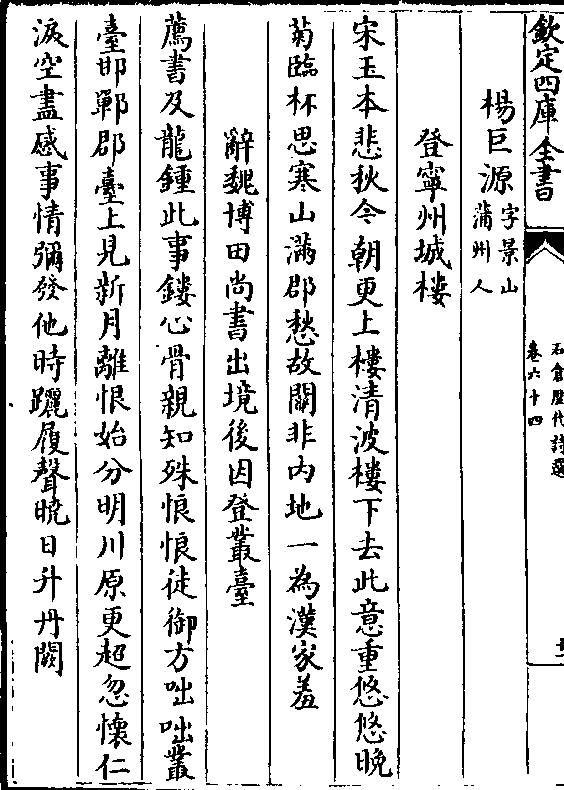 欽定四庫全書
石倉歷代詩選
卷六十四
楊巨源字景山
蒲州人
登寧州城樓
宋玉本悲秋今朝更上樓清波樓下去此意重悠悠晚
菊臨杯思寒山滿郡愁故關非内地一為漢家羞
辭魏博田尚書出境後因登叢臺
薦書及龍鍾此事鏤心骨親知殊悢悢徒御方咄咄叢
臺邯鄲郡臺上見新月離恨始分明川原更超忽懷仁
淚空盡感事情彌發他時躧履聲曉日升丹闕